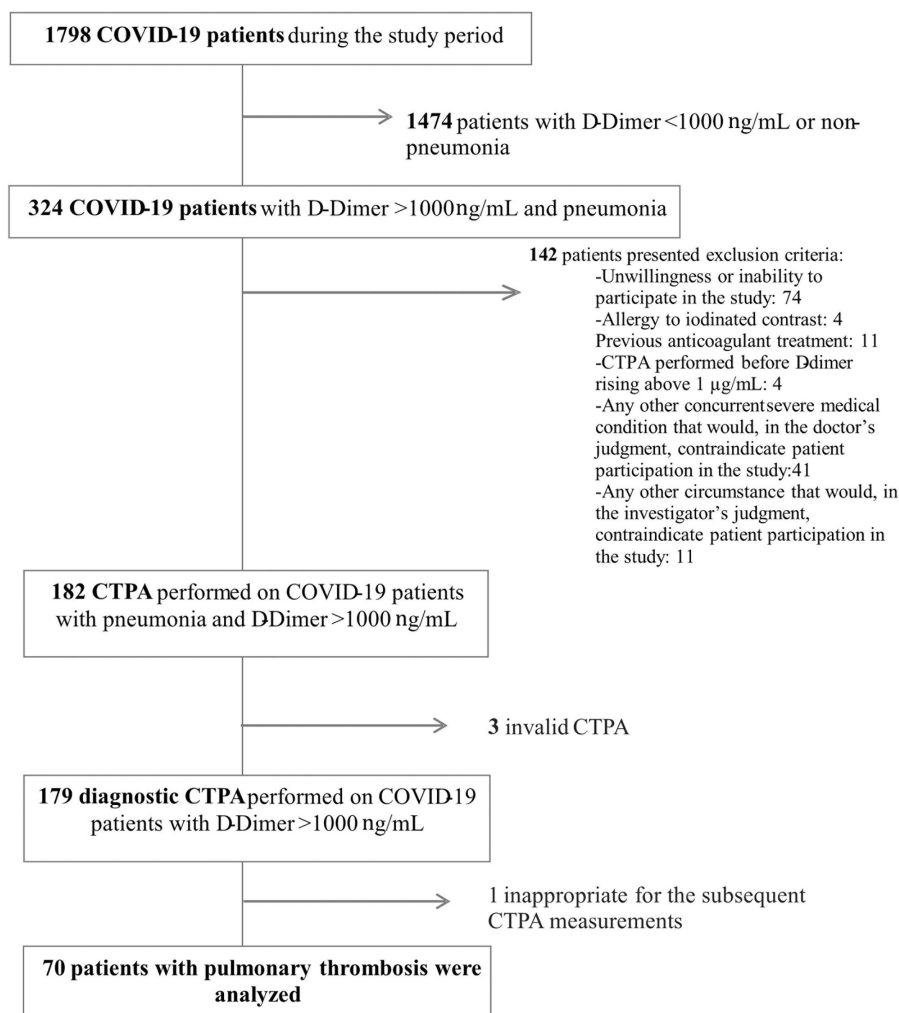 1798 COVID-19 patients during the study period
1474 patients with D-Dimer <1000 ng/mL or non-
pneumonia
324 COVID-19 patients with D-Dimer >1000ng/mL and pneumonia
142 patients presented exclusion criteria:
-Unwillingness or inability to
participate in the study: 74
-Allergy to iodinated contrast: 4
Previous anticoagulant treatment: 11
-CTPA performed before D-dimer
rising above 1 µg/mL: 4
-Any other concurrent severe medical
condition that would, in the doctor's
judgment, contraindicate patient
participation in the study:41
-Any other circumstance that would, in
the investigator's judgment,
contraindicate patient participation in
the study: 11
182 CTPA performed on COVID-19 patients
with pneumonia and D-Dimer >1000 ng/mL
3 invalid CTPA
179 diagnostic CTPA performed on COVID-19
patients with D-Dimer >1000 ng/mL
1 inappropriate for the subsequent
CTPA measurements
70 patients with pulmonary thrombosis were
analyzed